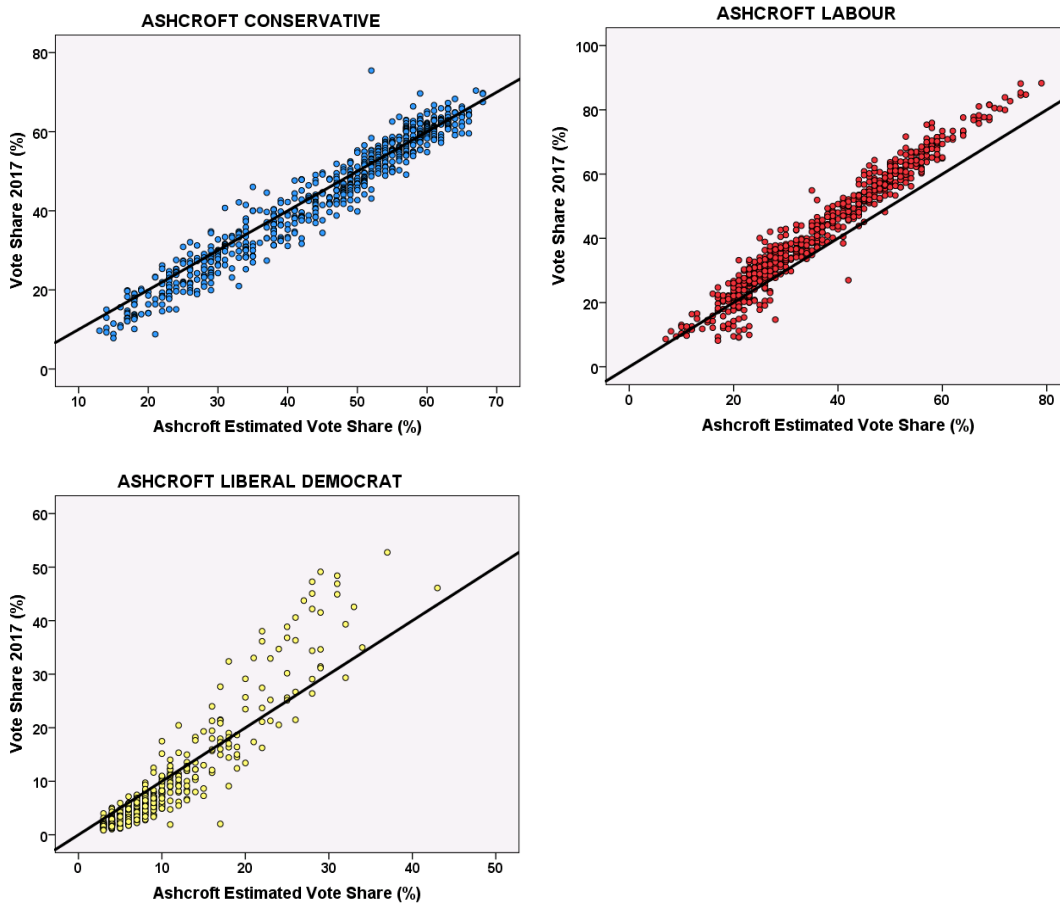 ASHCROFT CONSERVATIVE
80
60
40
20
0
10 20 30 40 50 60 70
Vote Share 2017 (%)
Ashcroft Estimated Vote Share (%)
ASHCROFT LABOUR
100
80
60
40
20
0
0 20 40 60 80
Vote Share 2017 (%)
Ashcroft Estimated Vote Share (%)
ASHCROFT LIBERAL DEMOCRAT
60
50
40
30
20
10
0
0 10 20 30 40 50
Vote Share 2017 (%)
Ashcroft Estimated Vote Share (%)